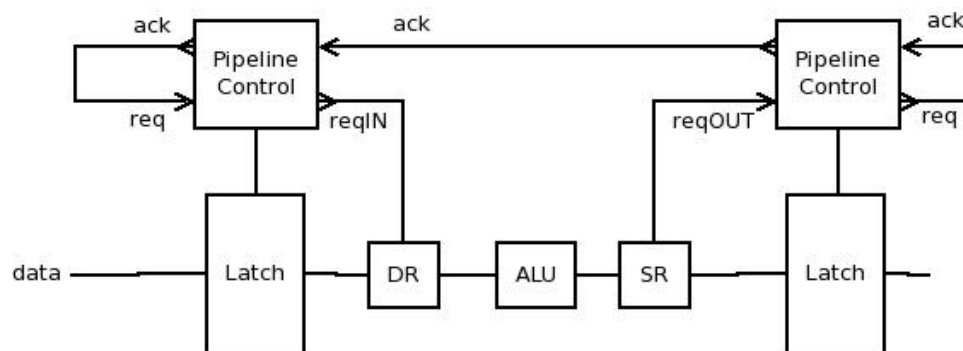 ack
Pipeline
Control
req
reqIN
ack
Pipeline
Control
reqOUT
ack
req
data
Latch
DR
ALU
SR
Latch